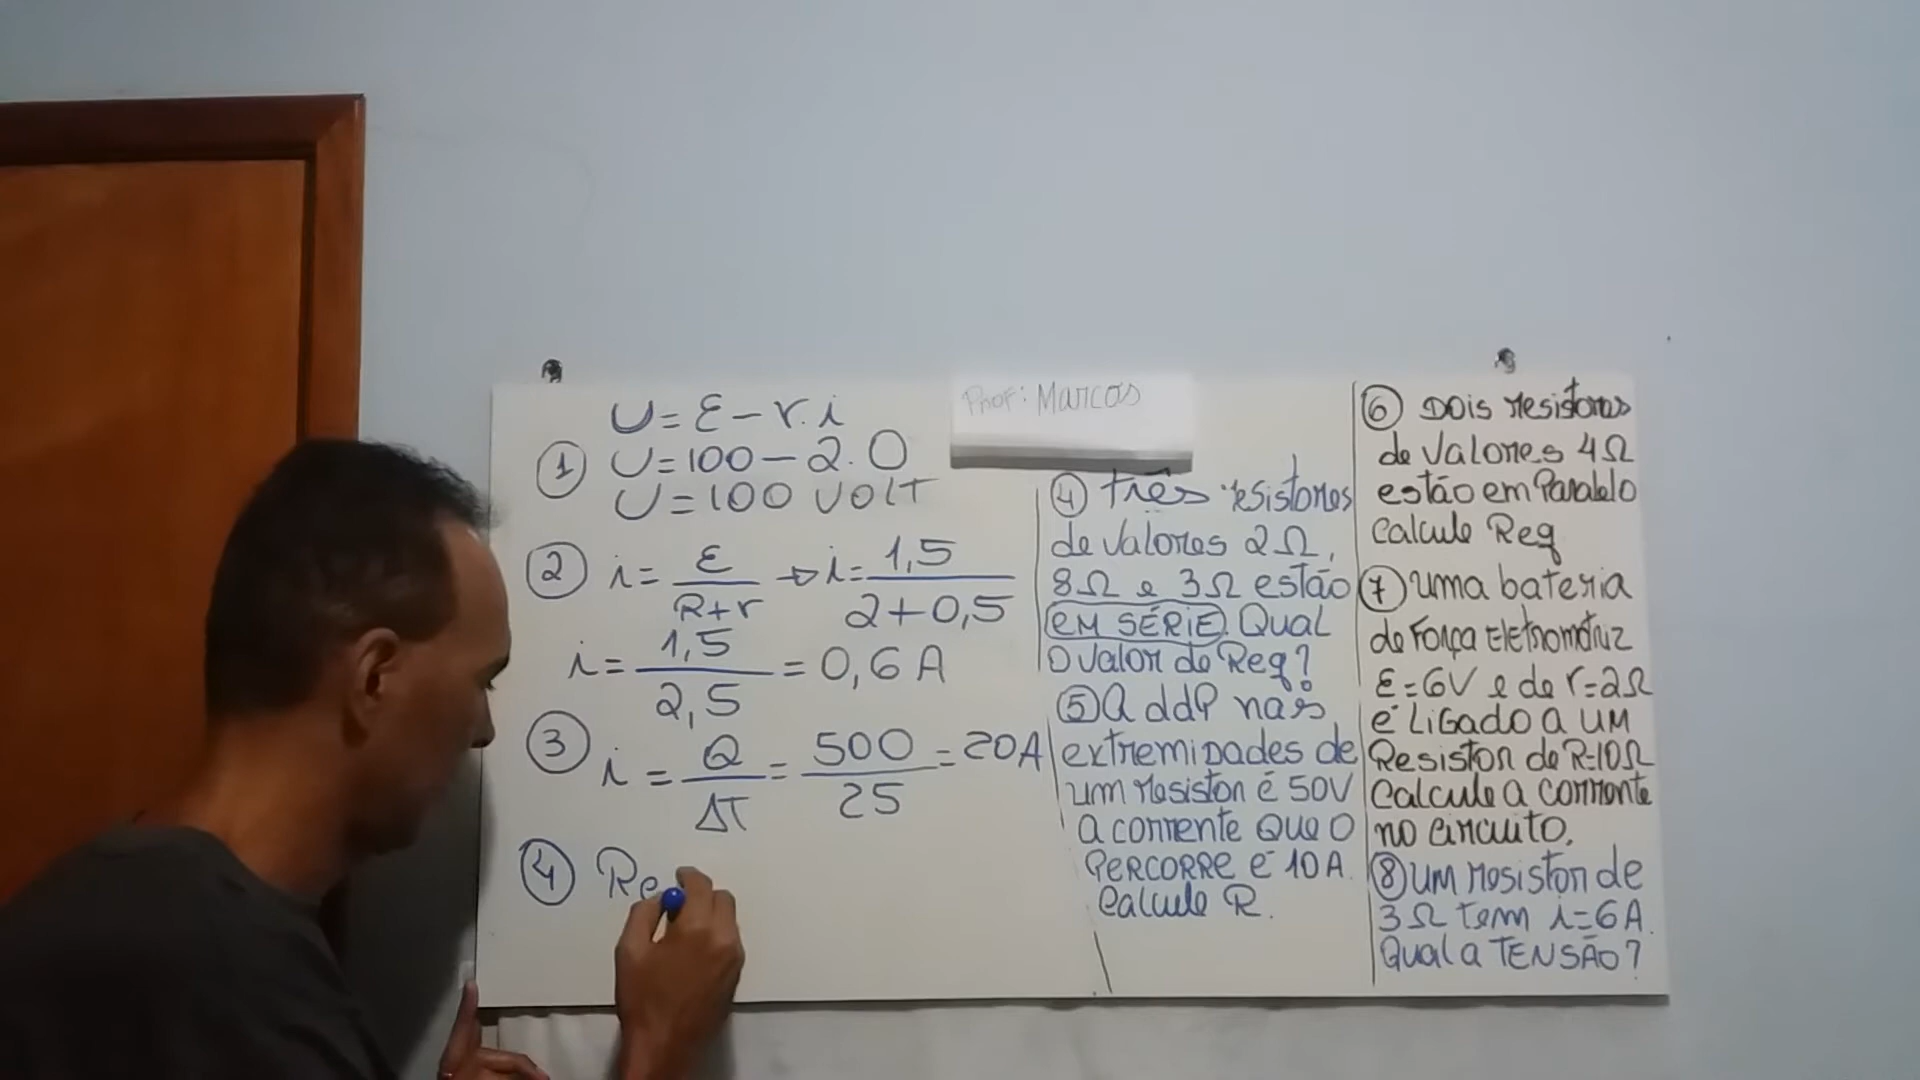 Prof: Marcos
U = ε - r. i
① U = 100 - 2. 0
U = 100 VOLT
② i = ε / R + r → i = 1,5 / 2 + 0,5
i = 1,5 / 2,5 = 0,6 A
③ i = Q / ΔT = 500 / 25 = 20 A
④ Re
④ três resistores
de valores 2Ω,
8Ω e 3Ω estão
EM SÉRIE. Qual
O valor de Req?
⑤ A ddp nas
extremidades de
um resistor é 50V
a corrente que o
PERCORRE é 10 A.
Calcule R.
⑥ Dois resistores
de valores 4Ω
estão em Paralelo
Calcule Req
⑦ uma bateria
de Força Eletromotriz
ε = 6V e de r = 2Ω
é LIGADO A UM
Resistor de R = 10Ω
Calcule a corrente
no circuito.
⑧ UM resistor de
3Ω tem i = 6 A.
Qual a TENSÃO?